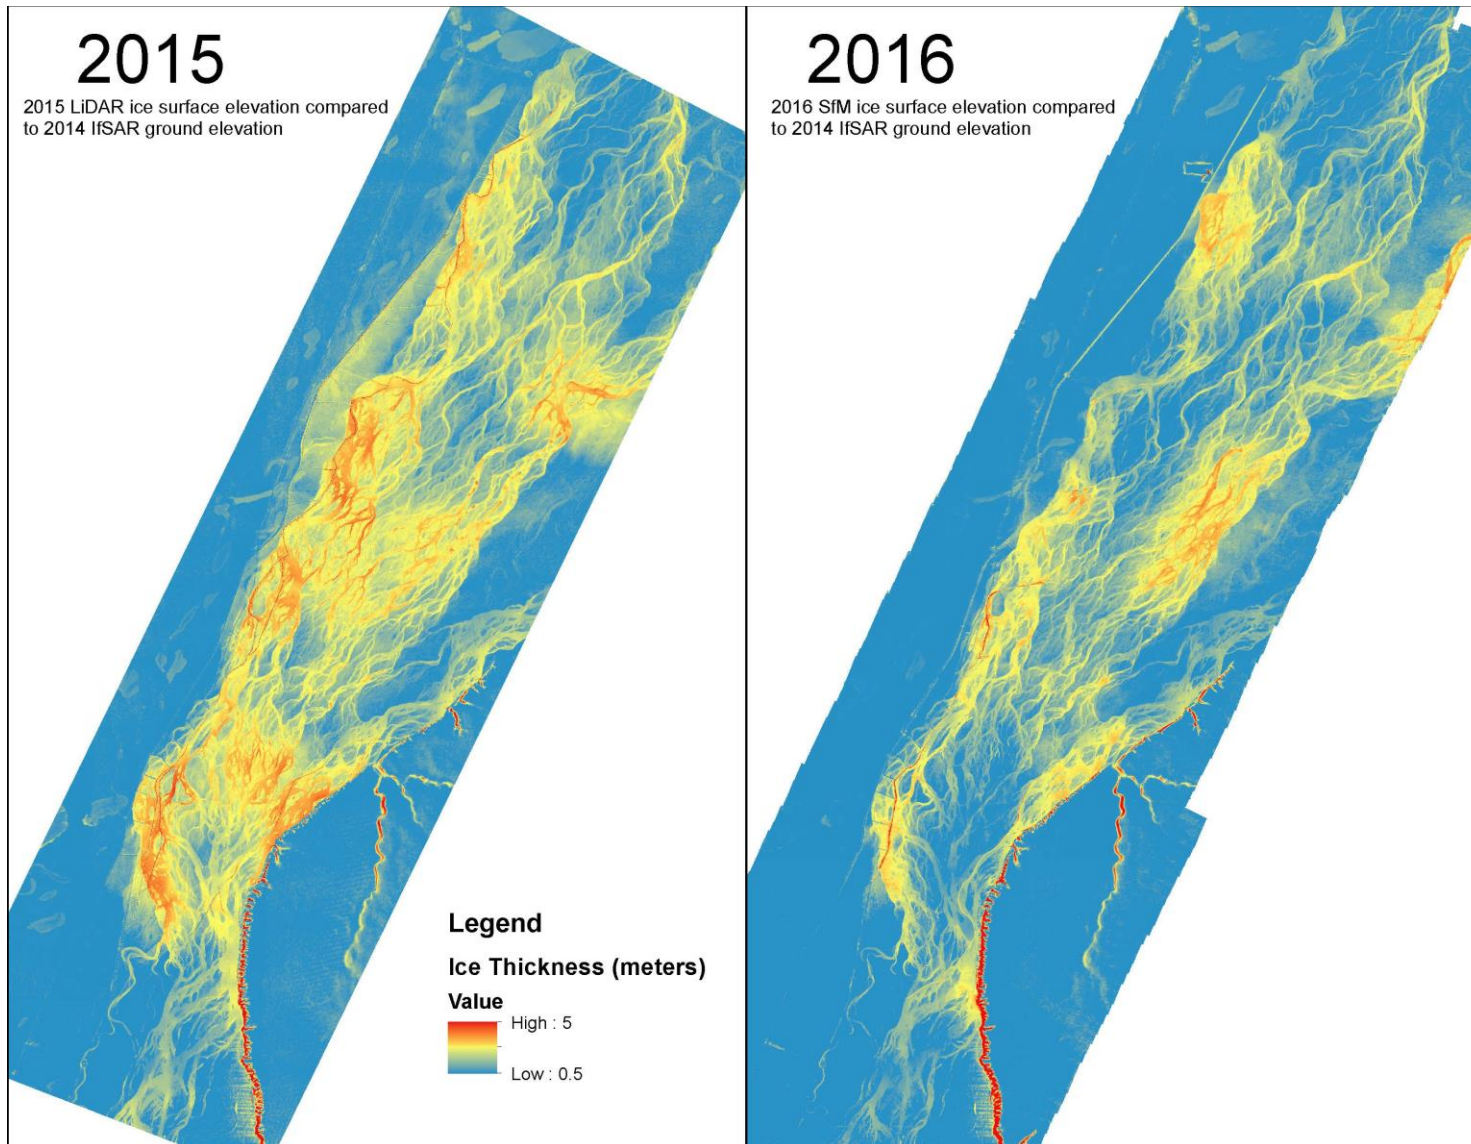 2015
2015 LiDAR ice surface elevation compared
to 2014 IfSAR ground elevation
2016
2016 SfM ice surface elevation compared
to 2014 IfSAR ground elevation
Legend
Ice Thickness (meters)
Value
High : 5
Low : 0.5